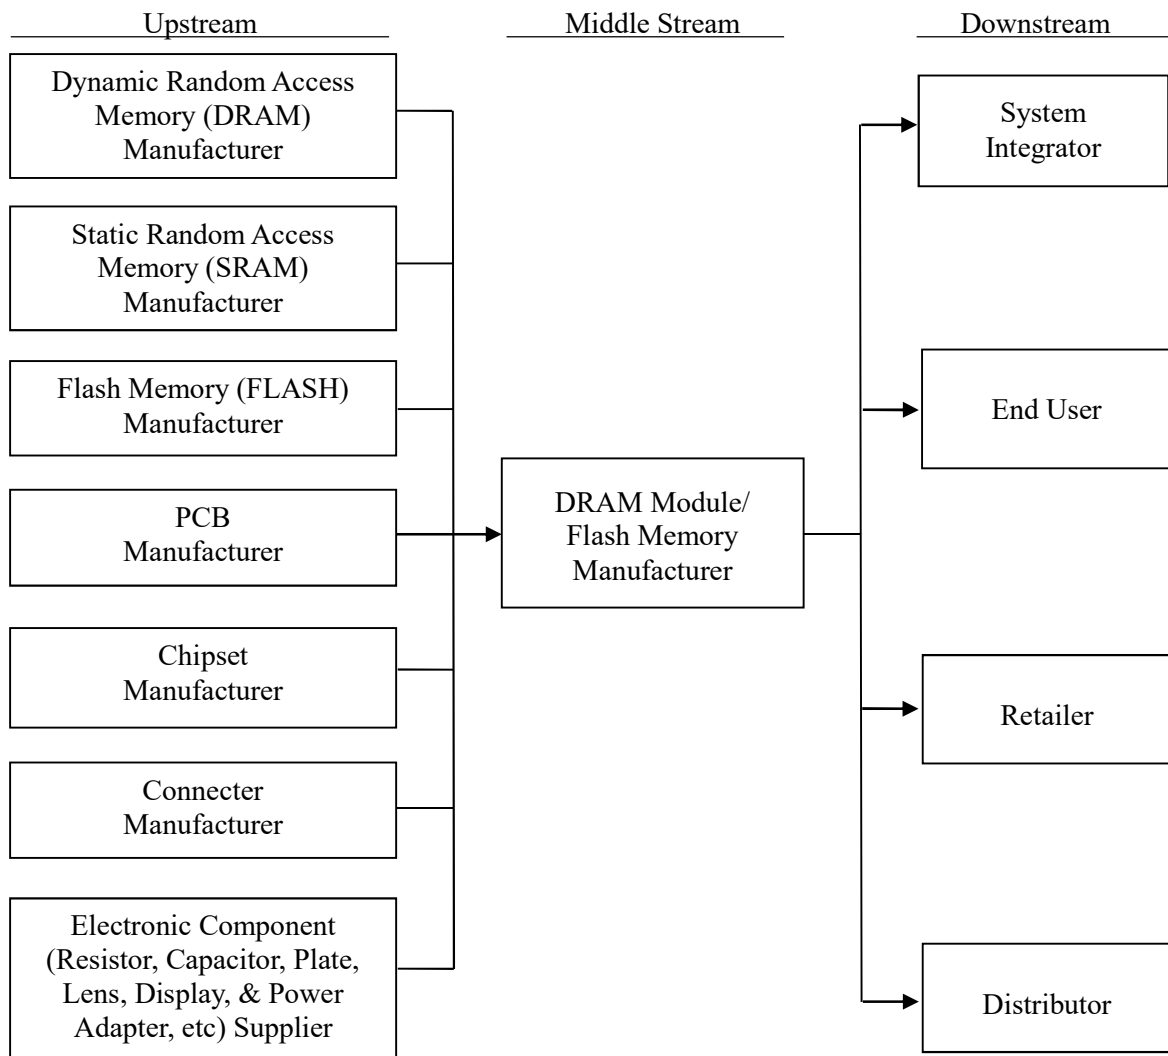 Upstream
Middle Stream
Downstream
Dynamic Random Access
Memory (DRAM)
Manufacturer
Static Random Access
Memory (SRAM)
Manufacturer
Flash Memory (FLASH)
Manufacturer
PCB
Manufacturer
Chipset
Manufacturer
Connecter
Manufacturer
Electronic Component
(Resistor, Capacitor, Plate,
Lens, Display, & Power
Adapter, etc) Supplier
DRAM Module/
Flash Memory
Manufacturer
System
Integrator
End User
Retailer
Distributor